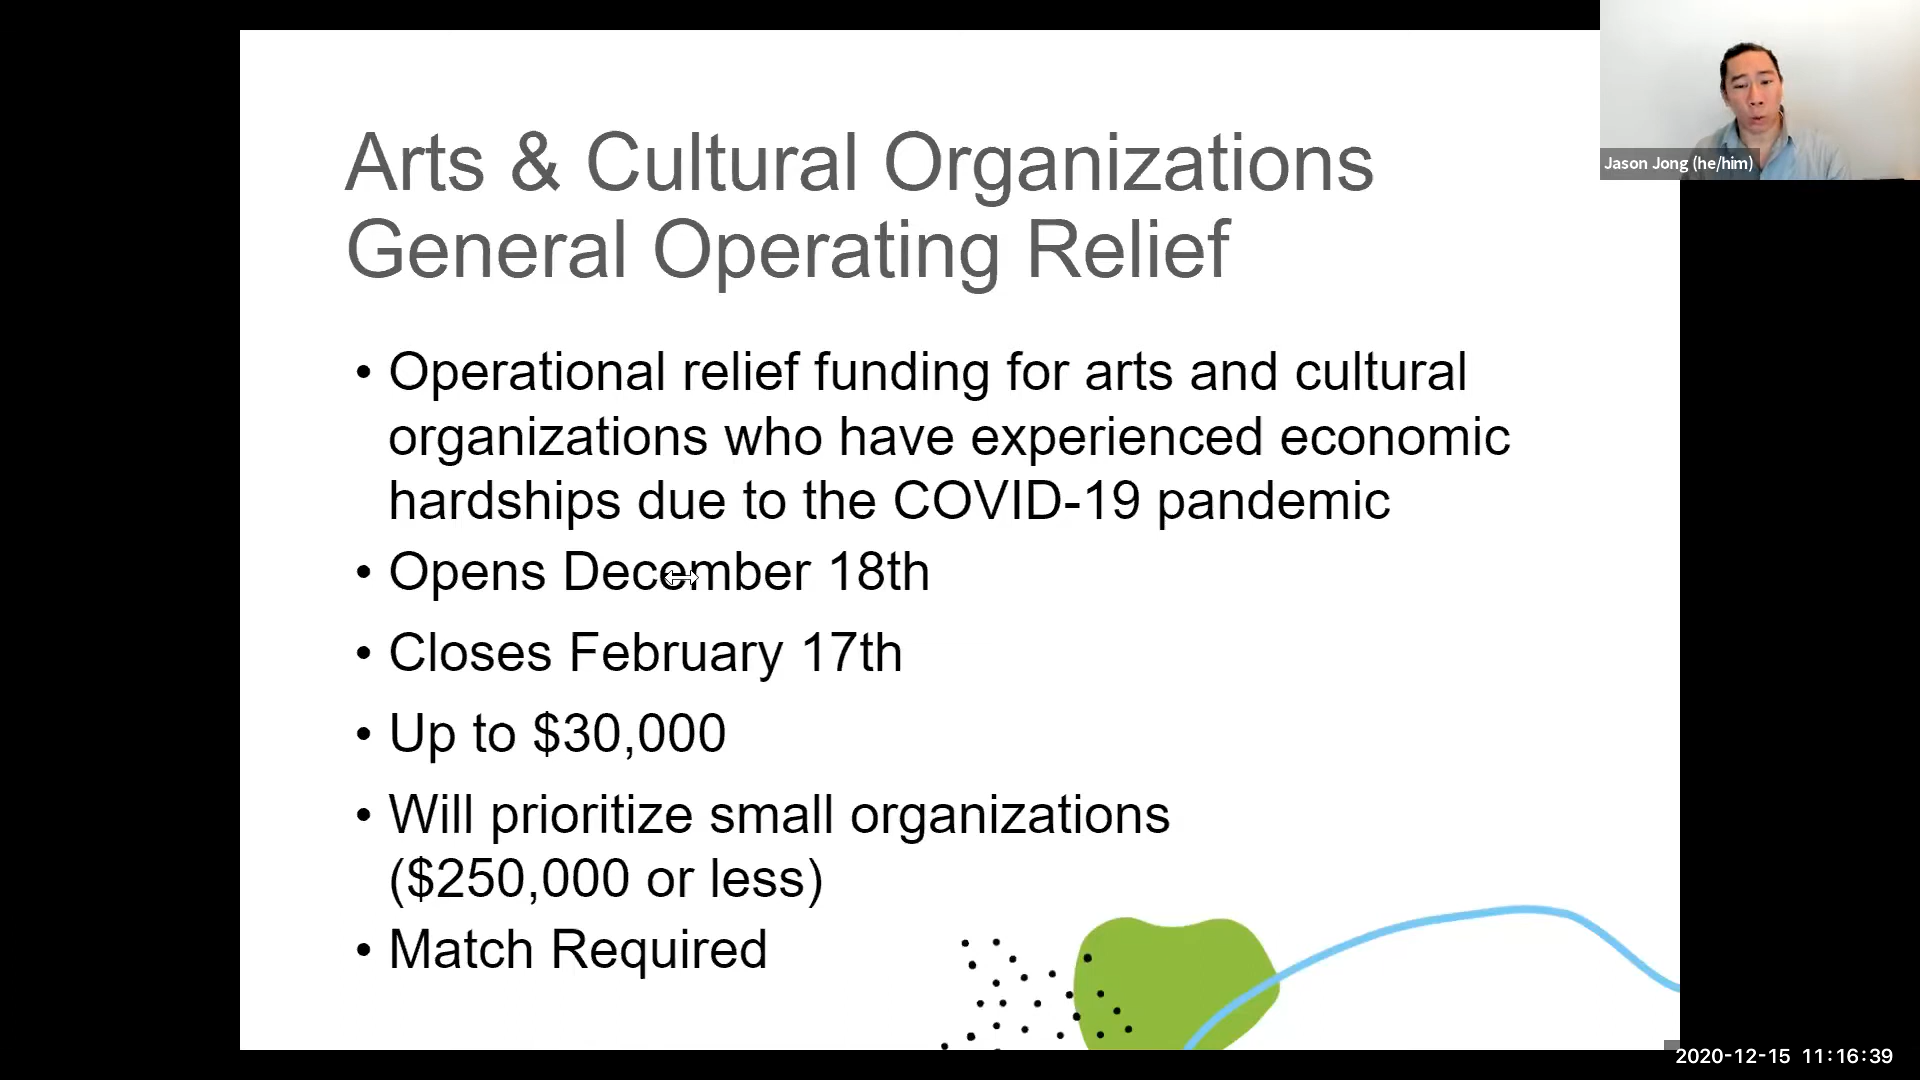 Arts & Cultural Organizations
General Operating Relief
• Operational relief funding for arts and cultural
organizations who have experienced economic
hardships due to the COVID-19 pandemic
• Opens December 18th
• Closes February 17th
• Up to $30,000
• Will prioritize small organizations
($250,000 or less)
• Match Required
Jason Jong (he/him)
2020-12-15 11:16:39